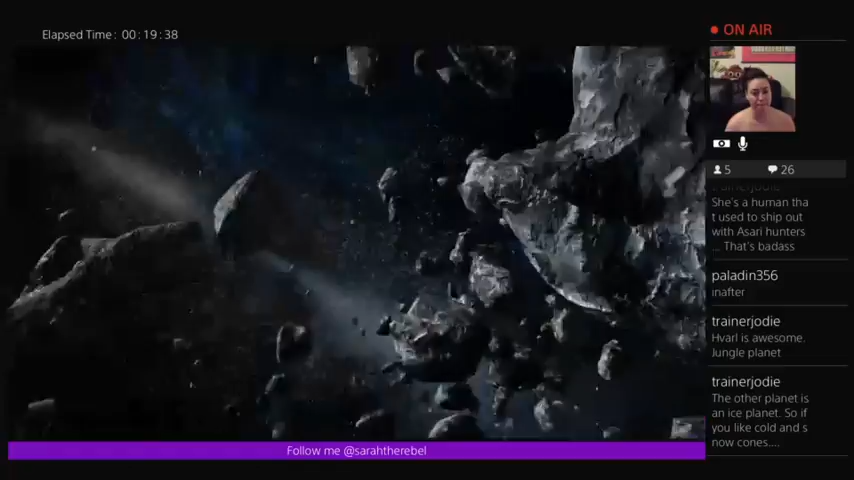 Elapsed Time: 00:19:38
ON AIR
5
26
trainerjodie
She's a human tha
t used to ship out
with Asari hunters
... That's badass
paladin356
inafter
trainerjodie
Hvarl is awesome.
Jungle planet
trainerjodie
The other planet is
an ice planet. So if
you like cold and s
now cones....
Follow me @sarahtherebel